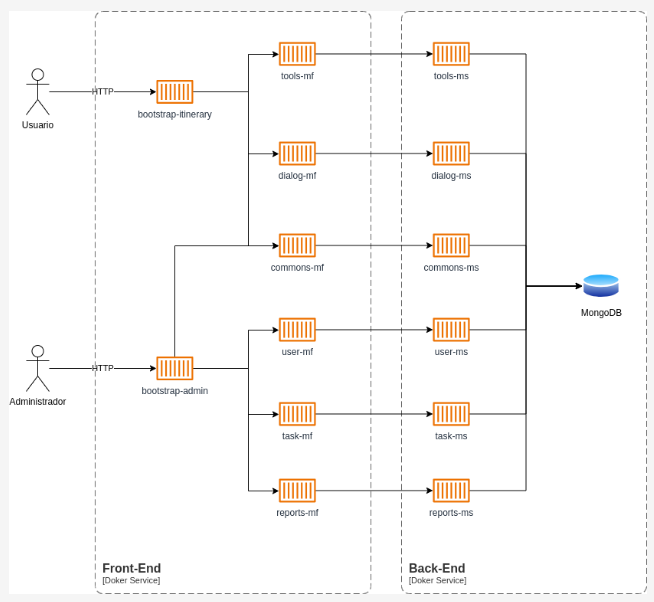 tools-mf
tools-ms
HTTP
Usuario
bootstrap-itinerary
dialog-mf
dialog-ms
commons-mf
commons-ms
MongoDB
user-mf
user-ms
HTTP
Administrador
bootstrap-admin
task-mf
task-ms
reports-mf
reports-ms
Front-End
[Doker Service]
Back-End
[Doker Service]